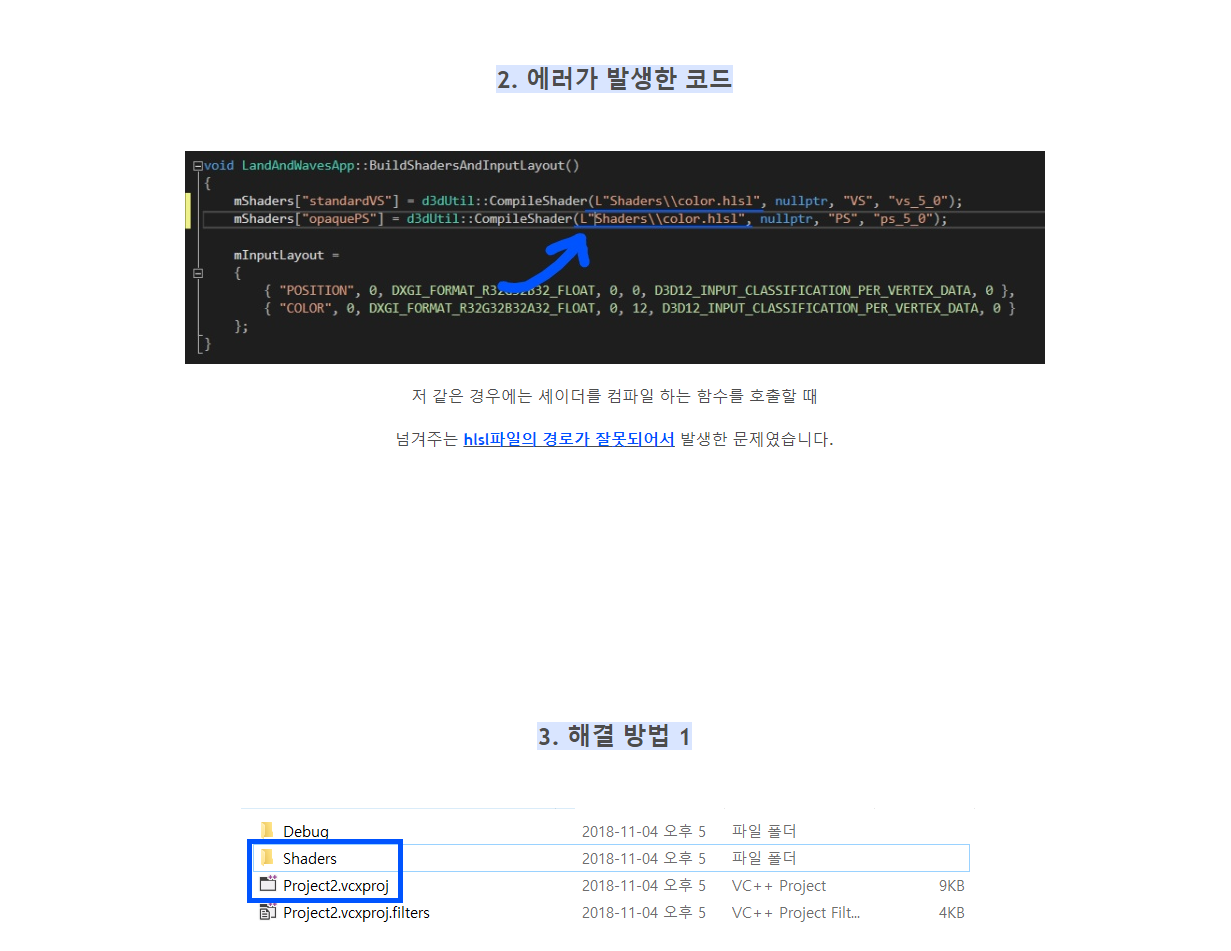 2. 에러가 발생한 코드
void LandAndWavesApp::BuildShadersAndInputLayout()
{
mShaders["standardVS"] = d3dUtil::CompileShader(L"Shaders\\color.hlsl", nullptr, "VS", "vs_5_0");
mShaders["opaquePS"] = d3dUtil::CompileShader(L"Shaders\\color.hlsl", nullptr, "PS", "ps_5_0");
mInputLayout =
{
{ "POSITION", 0, DXGI_FORMAT_R32G32B32_FLOAT, 0, 0, D3D12_INPUT_CLASSIFICATION_PER_VERTEX_DATA, 0 },
{ "COLOR", 0, DXGI_FORMAT_R32G32B32A32_FLOAT, 0, 12, D3D12_INPUT_CLASSIFICATION_PER_VERTEX_DATA, 0 }
};
}
저 같은 경우에는 셰이더를 컴파일 하는 함수를 호출할 때
넘겨주는 hlsl파일의 경로가 잘못되어서 발생한 문제였습니다.
3. 해결 방법 1
Debug 2018-11-04 오후 5 파일 폴더
Shaders 2018-11-04 오후 5 파일 폴더
Project2.vcxproj 2018-11-04 오후 5 VC++ Project 9KB
Project2.vcxproj.filters 2018-11-04 오후 5 VC++ Project Filt... 4KB